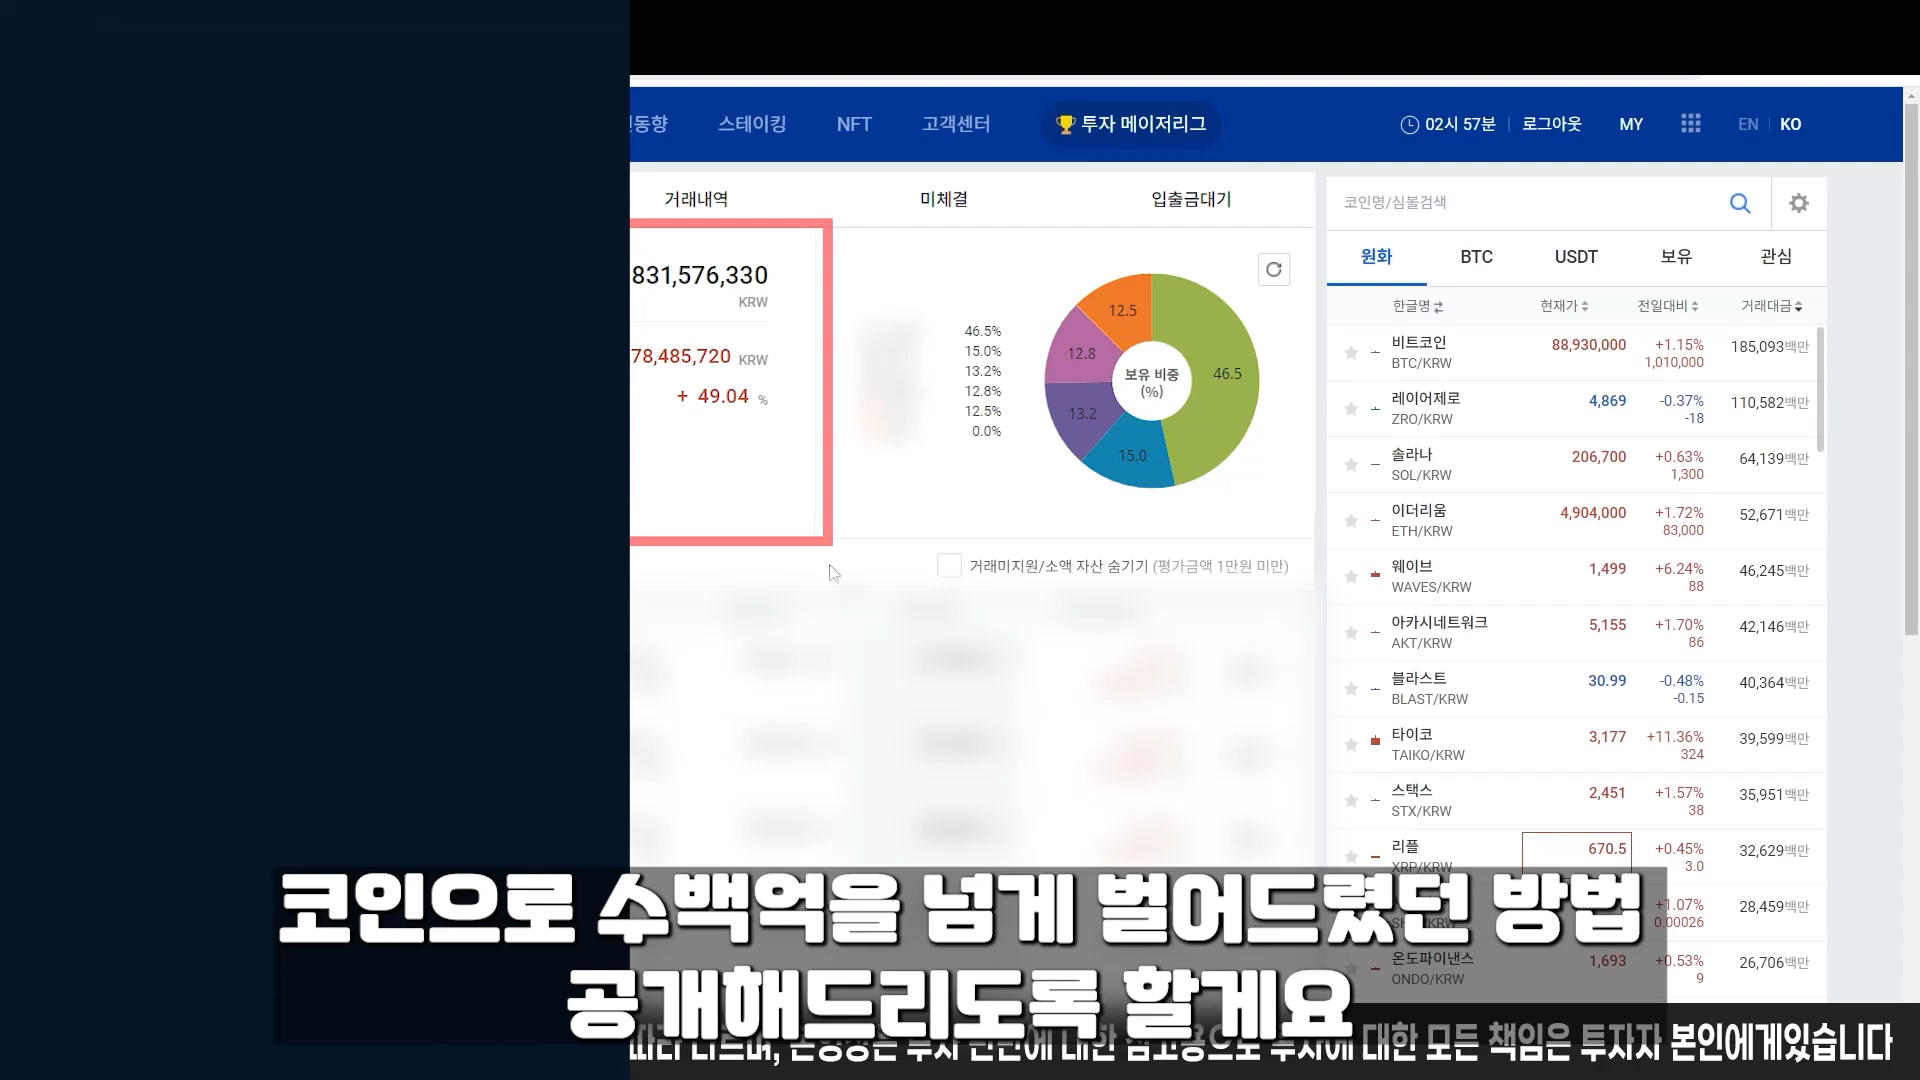 스테이킹
NFT
고객센터
투자 메이저리그
02시 57분
로그아웃
MY
EN
KO
거래내역
미체결
입출금대기
831,576,330
KRW
78,485,720 KRW
+ 49.04 %
46.5%
15.0%
13.2%
12.8%
12.5%
0.0%
12.5
12.8
46.5
보유 비중
(%)
13.2
15.0
거래미지원/소액 자산 숨기기 (평가금액 1만원 미만)
코인명/심볼검색
원화 BTC USDT 보유 관심
한글명 현재가 전일대비 거래대금
비트코인 88,930,000 +1.15% 185,093백만
BTC/KRW 1,010,000
레이어제로 4,869 -0.37% 110,582백만
ZRO/KRW -18
솔라나 206,700 +0.63% 64,139백만
SOL/KRW 1,300
이더리움 4,904,000 +1.72% 52,671백만
ETH/KRW 83,000
웨이브 1,499 +6.24% 46,245백만
WAVES/KRW 88
아카시네트워크 5,155 +1.70% 42,146백만
AKT/KRW 86
블라스트 30.99 -0.48% 40,364백만
BLAST/KRW -0.15
타이코 3,177 +11.36% 39,599백만
TAIKO/KRW 324
스택스 2,451 +1.57% 35,951백만
STX/KRW 38
리플 670.5 +0.45% 32,629백만
XRP/KRW 3.0
+1.07% 28,459백만
0.00026
온도파이낸스 1,693 +0.53% 26,706백만
ONDO/KRW 9
코인으로 수백억을 넘게 벌어드렸던 방법
공개해드리도록 할게요
대한 모든 책임은 투자자 본인에게있습니다